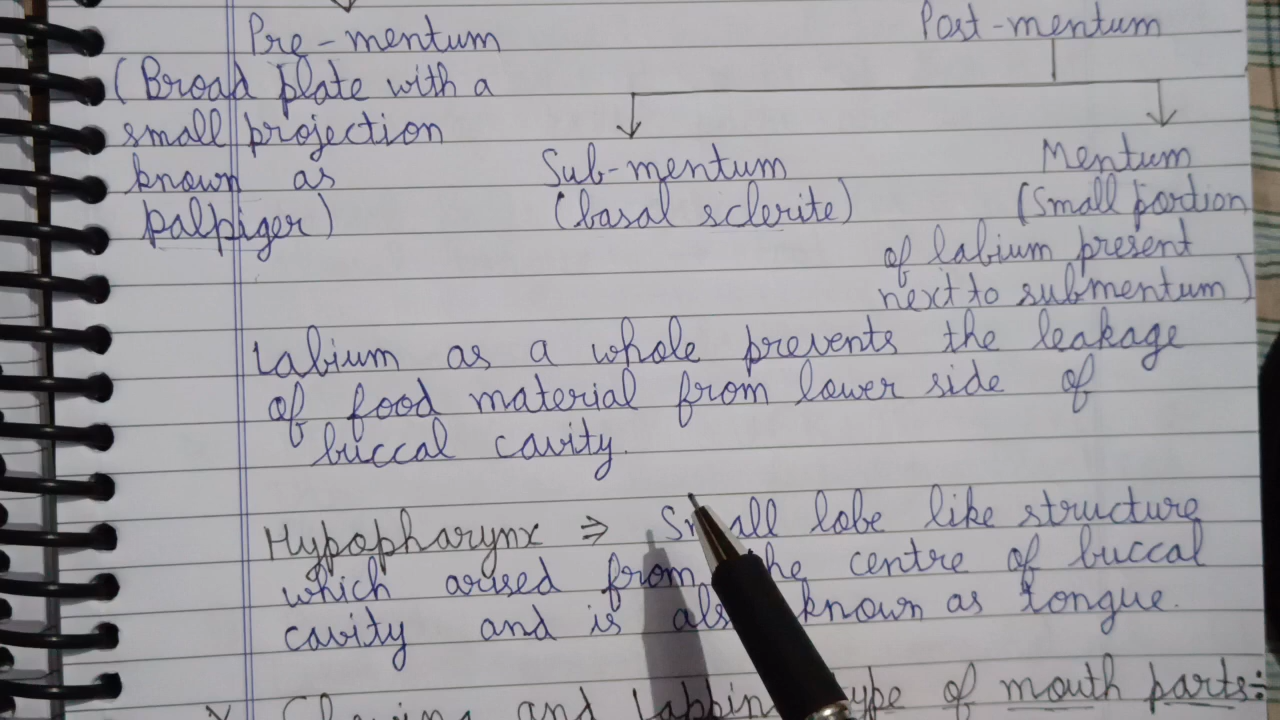 Pre-mentum
(Broad plate with a
small projection
known as
palpiger)
Post-mentum
Sub-mentum
(basal sclerite)
Mentum
(Small portion
of labium present
next to submentum)
Labium as a whole prevents the leakage
of food material from lower side of
buccal cavity.
Hypopharynx ⇒ Small lobe like structure
which arised from the centre of buccal
cavity and is also known as tongue.
Chewing and lapping type of mouth parts:-